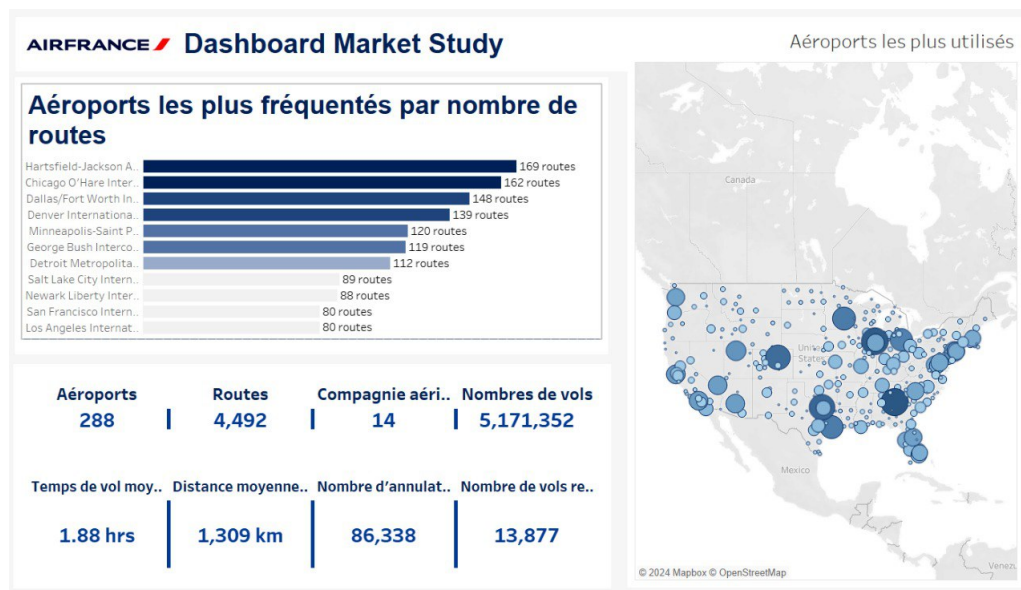 AIRFRANCE Dashboard Market Study
Aéroports les plus utilisés
Aéroports les plus fréquentés par nombre de
routes
Hartsfield-Jackson A.. 169 routes
Chicago O'Hare Inter.. 162 routes
Dallas/Fort Worth In.. 148 routes
Denver Internationa.. 139 routes
Minneapolis-Saint P.. 120 routes
George Bush Interco.. 119 routes
Detroit Metropolita.. 112 routes
Salt Lake City Intern.. 89 routes
Newark Liberty Inter.. 88 routes
San Francisco Intern.. 80 routes
Los Angeles Internat.. 80 routes
Aéroports Routes Compagnie aéri.. Nombres de vols
288 4,492 14 5,171,352
Temps de vol moy.. Distance moyenne.. Nombre d'annulat.. Nombre de vols re..
1.88 hrs 1,309 km 86,338 13,877
Canada
United
States
Mexico
Venez.
© 2024 Mapbox © OpenStreetMap